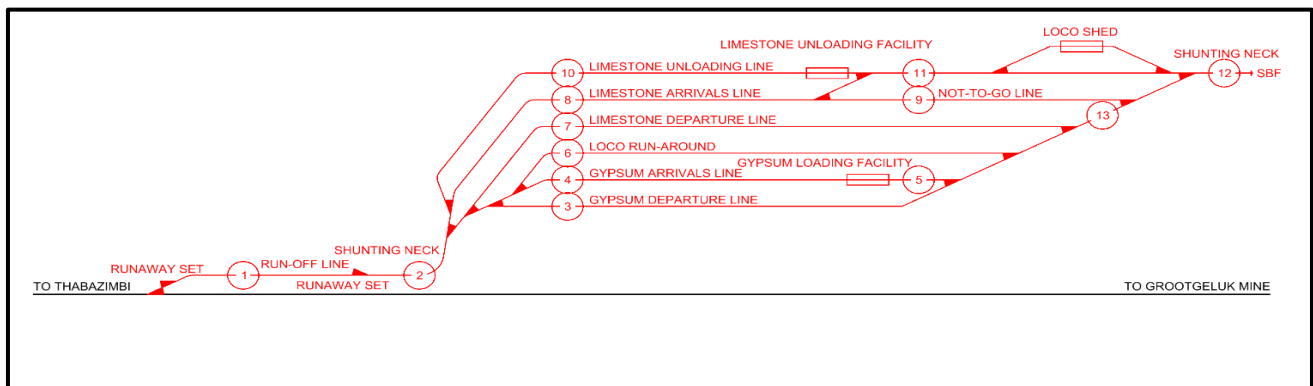 LOCO SHED
LIMESTONE UNLOADING FACILITY
SHUNTING NECK
10 LIMESTONE UNLOADING LINE 11 12 SBF
8 LIMESTONE ARRIVALS LINE 9 NOT-TO-GO LINE
7 LIMESTONE DEPARTURE LINE 13
6 LOCO RUN-AROUND
GYPSUM LOADING FACILITY
4 GYPSUM ARRIVALS LINE 5
3 GYPSUM DEPARTURE LINE
SHUNTING NECK
RUNAWAY SET 1 RUN-OFF LINE 2
RUNAWAY SET
TO THABAZIMBI TO GROOTGELUK MINE